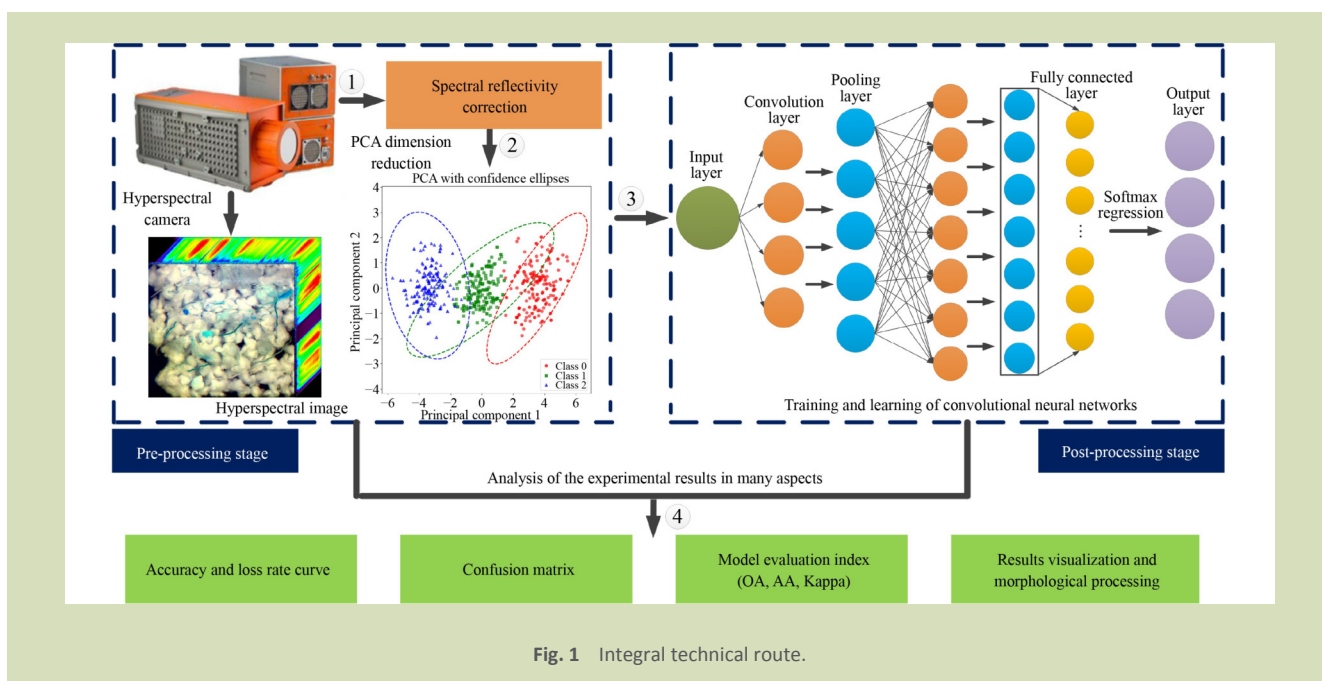 1
Spectral reflectivity
correction
2
PCA dimension
reduction
Hyperspectral
camera
Hyperspectral image
PCA with confidence ellipses
Principal component 2
4
3
2
1
0
−1
−2
−3
−4
−6 −4 −2 0 2 4 6
Principal component 1
Class 0
Class 1
Class 2
Pre-processing stage
3
Input
layer
Convolution
layer
Pooling
layer
Fully connected
layer
Softmax
regression
Output
layer
...
Training and learning of convolutional neural networks
Post-processing stage
Analysis of the experimental results in many aspects
4
Accuracy and loss rate curve
Confusion matrix
Model evaluation index
(OA, AA, Kappa)
Results visualization and
morphological processing
Fig. 1 Integral technical route.